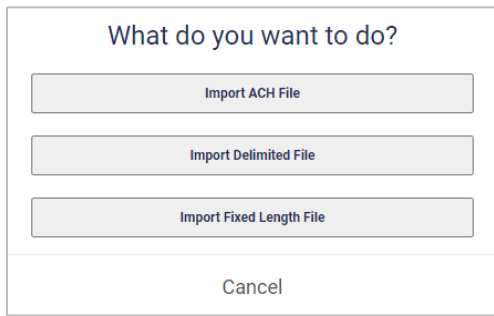 What do you want to do?
Import ACH File
Import Delimited File
Import Fixed Length File
Cancel